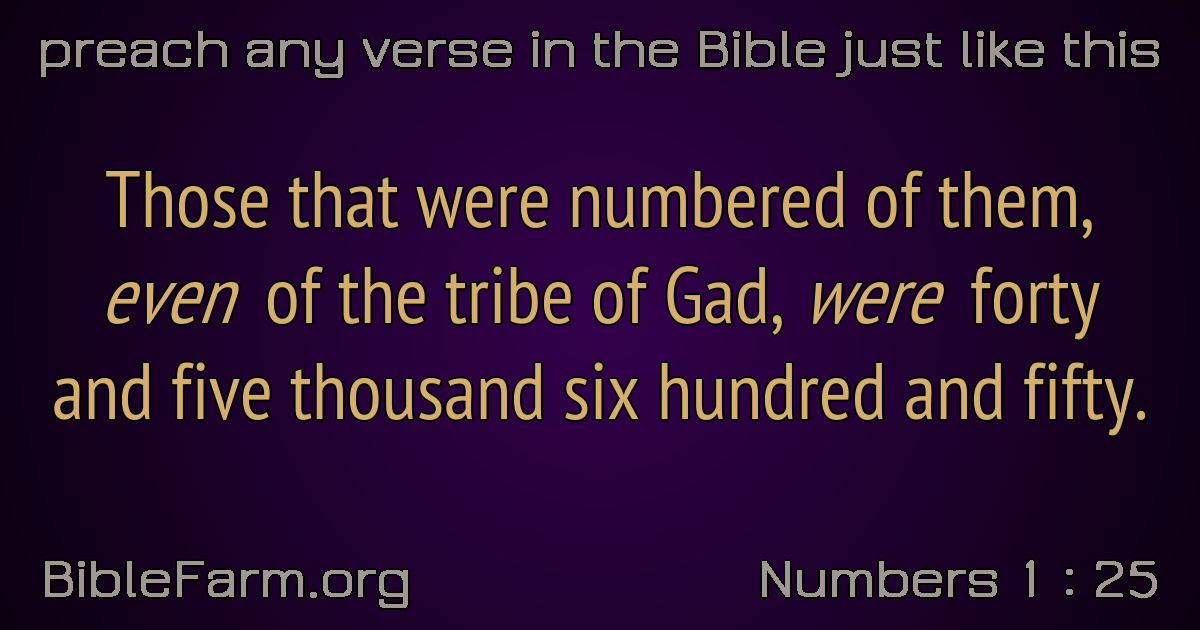 preach any verse in the Bible just like this
Those that were numbered of them,
even of the tribe of Gad, were forty
and five thousand six hundred and fifty.
BibleFarm.org
Numbers 1 : 25